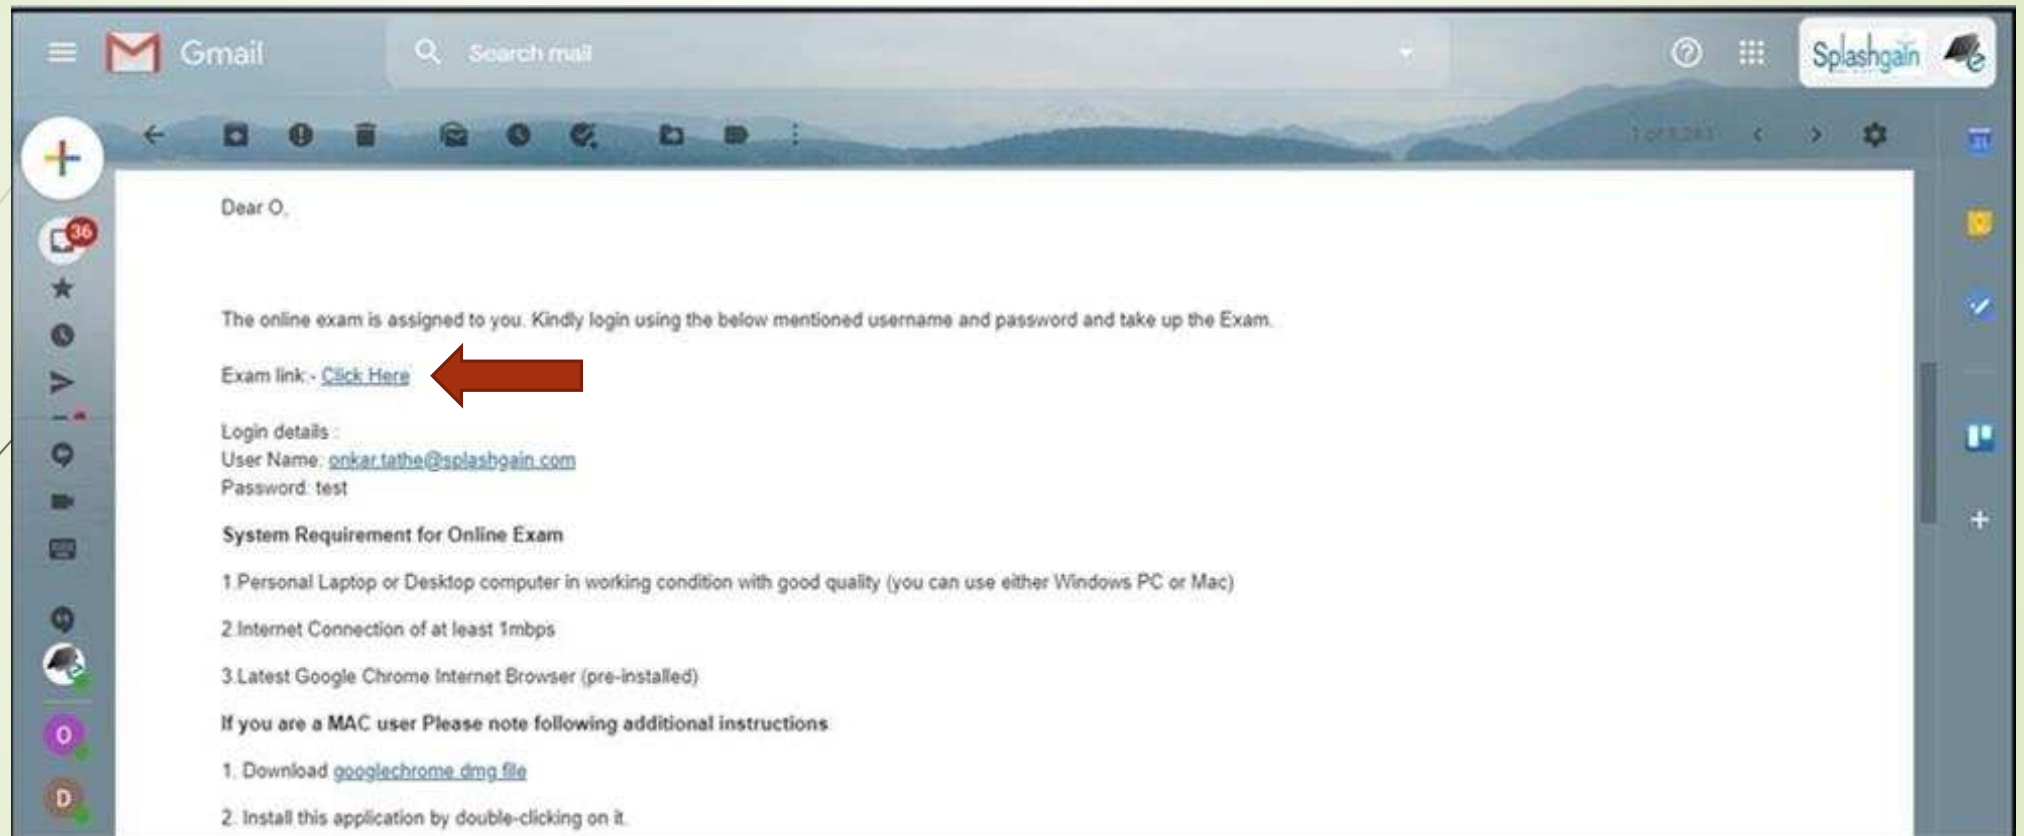 Gmail
Search mail
Splashgain
36
31
Dear O,
The online exam is assigned to you. Kindly login using the below mentioned username and password and take up the Exam.
Exam link:- Click Here
Login details :
User Name: onkar.tathe@splashgain.com
Password: test
System Requirement for Online Exam
1.Personal Laptop or Desktop computer in working condition with good quality (you can use either Windows PC or Mac)
2.Internet Connection of at least 1mbps
3.Latest Google Chrome Internet Browser (pre-installed)
If you are a MAC user Please note following additional instructions
1. Download googlechrome.dmg file
2. Install this application by double-clicking on it.
O
D